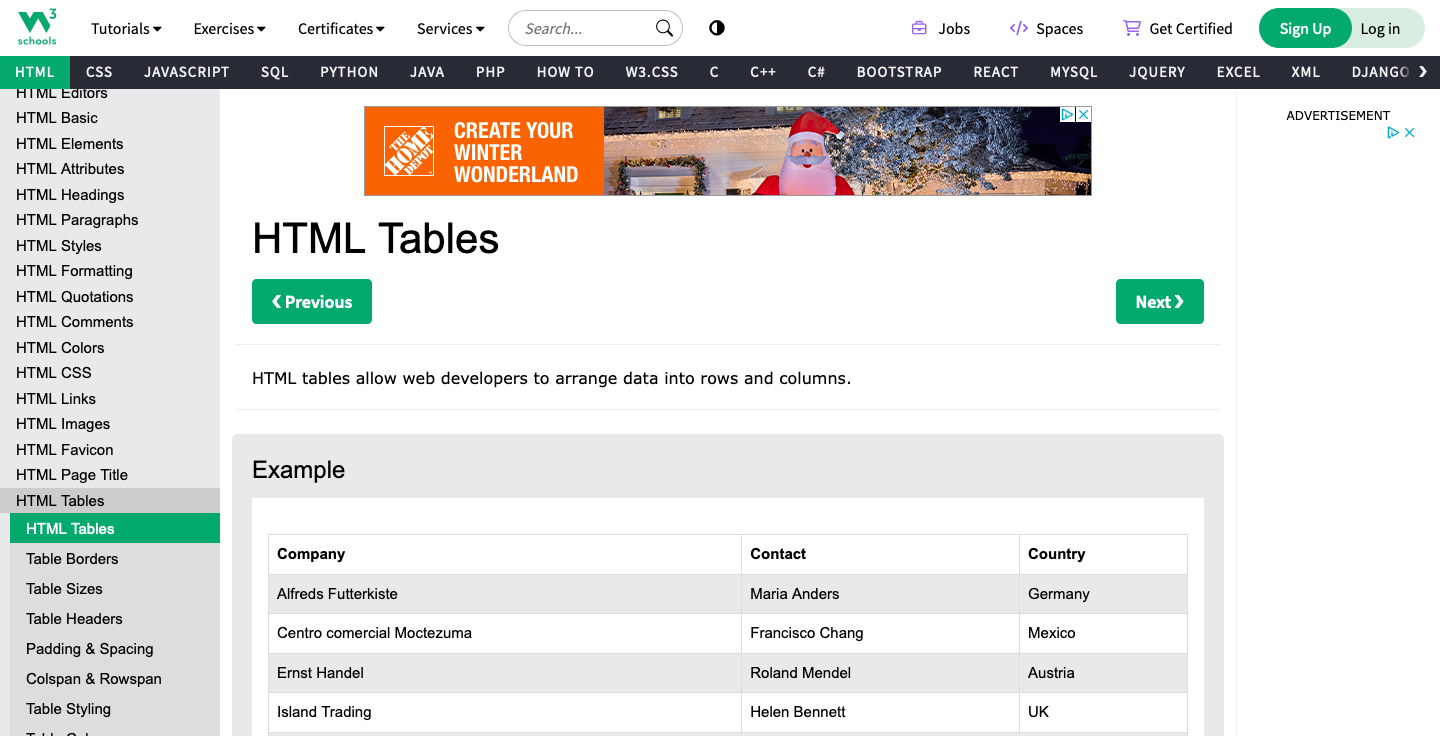 W3 schools
Tutorials Exercises Certificates Services Search... Jobs Spaces Get Certified Sign Up Log in
HTML CSS JAVASCRIPT SQL PYTHON JAVA PHP HOW TO W3.CSS C C++ C# BOOTSTRAP REACT MYSQL JQUERY EXCEL XML DJANGO
HTML Editors
HTML Basic
HTML Elements
HTML Attributes
HTML Headings
HTML Paragraphs
HTML Styles
HTML Formatting
HTML Quotations
HTML Comments
HTML Colors
HTML CSS
HTML Links
HTML Images
HTML Favicon
HTML Page Title
HTML Tables
HTML Tables
Table Borders
Table Sizes
Table Headers
Padding & Spacing
Colspan & Rowspan
Table Styling
THE HOME DEPOT
CREATE YOUR
WINTER
WONDERLAND
HTML Tables
❮ Previous
Next ❯
HTML tables allow web developers to arrange data into rows and columns.
Example
Company Contact Country
Alfreds Futterkiste Maria Anders Germany
Centro comercial Moctezuma Francisco Chang Mexico
Ernst Handel Roland Mendel Austria
Island Trading Helen Bennett UK
ADVERTISEMENT